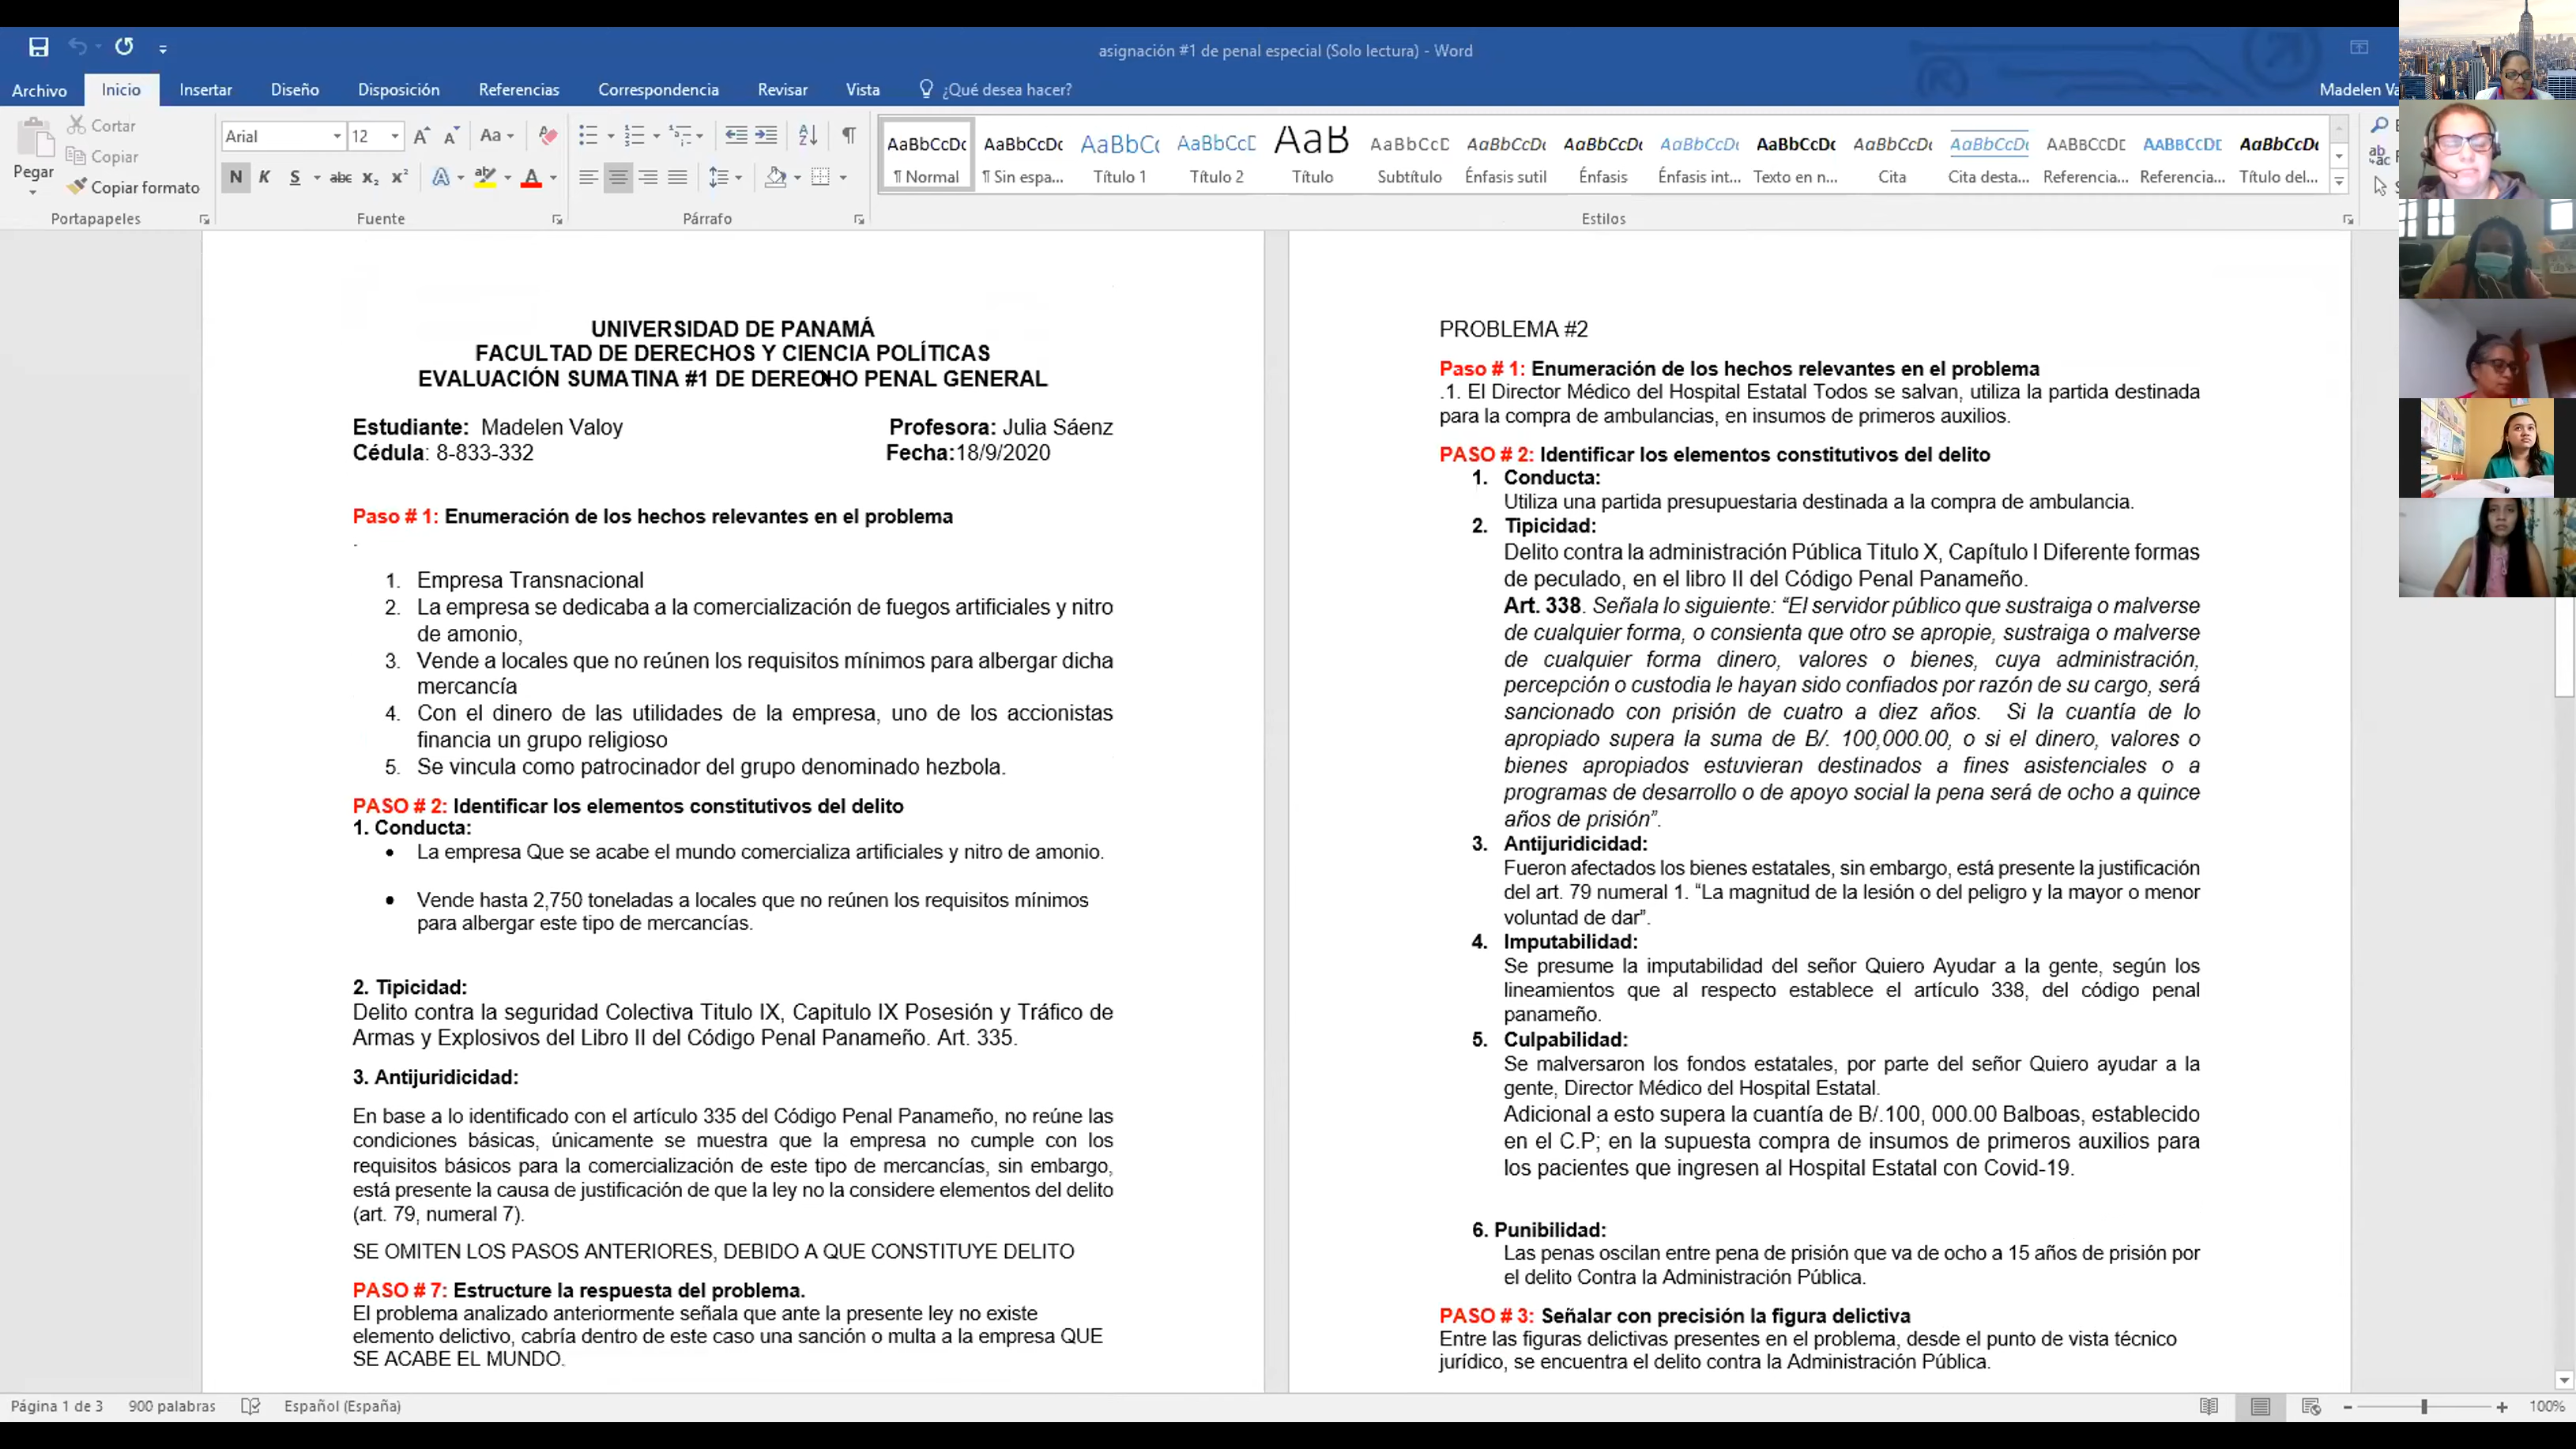 asignación #1 de penal especial (Solo lectura) - Word
Archivo Inicio Insertar Diseño Disposición Referencias Correspondencia Revisar Vista ¿Qué desea hacer? Madelen Va
Pegar
Cortar
Copiar
Copiar formato
Portapapeles
Arial 12
Fuente
Párrafo
AaBbCcDc AaBbCcDc AaBbCc AaBbCcD AaB AaBbCcD AaBbCcDc AaBbCcDc AaBbCcDc AaBbCcDc AaBbCcDc AaBbCcDc AABBCCDE AABBCCDE AaBbCcDc
¶ Normal ¶ Sin espa... Título 1 Título 2 Título Subtítulo Énfasis sutil Énfasis Énfasis int... Texto en n... Cita Cita desta... Referencia... Referencia... Título del...
Estilos
UNIVERSIDAD DE PANAMÁ
FACULTAD DE DERECHOS Y CIENCIA POLÍTICAS
EVALUACIÓN SUMATINA #1 DE DERECHO PENAL GENERAL
Estudiante: Madelen Valoy Profesora: Julia Sáenz
Cédula: 8-833-332 Fecha:18/9/2020
Paso # 1: Enumeración de los hechos relevantes en el problema
.
1. Empresa Transnacional
2. La empresa se dedicaba a la comercialización de fuegos artificiales y nitro
de amonio,
3. Vende a locales que no reúnen los requisitos mínimos para albergar dicha
mercancía
4. Con el dinero de las utilidades de la empresa, uno de los accionistas
financia un grupo religioso
5. Se vincula como patrocinador del grupo denominado hezbola.
PASO # 2: Identificar los elementos constitutivos del delito
1. Conducta:
• La empresa Que se acabe el mundo comercializa artificiales y nitro de amonio.
• Vende hasta 2,750 toneladas a locales que no reúnen los requisitos mínimos
para albergar este tipo de mercancías.
2. Tipicidad:
Delito contra la seguridad Colectiva Titulo IX, Capitulo IX Posesión y Tráfico de
Armas y Explosivos del Libro II del Código Penal Panameño. Art. 335.
3. Antijuridicidad:
En base a lo identificado con el artículo 335 del Código Penal Panameño, no reúne las
condiciones básicas, únicamente se muestra que la empresa no cumple con los
requisitos básicos para la comercialización de este tipo de mercancías, sin embargo,
está presente la causa de justificación de que la ley no la considere elementos del delito
(art. 79, numeral 7).
SE OMITEN LOS PASOS ANTERIORES, DEBIDO A QUE CONSTITUYE DELITO
PASO # 7: Estructure la respuesta del problema.
El problema analizado anteriormente señala que ante la presente ley no existe
elemento delictivo, cabría dentro de este caso una sanción o multa a la empresa QUE
SE ACABE EL MUNDO.
PROBLEMA #2
Paso # 1: Enumeración de los hechos relevantes en el problema
.1. El Director Médico del Hospital Estatal Todos se salvan, utiliza la partida destinada
para la compra de ambulancias, en insumos de primeros auxilios.
PASO # 2: Identificar los elementos constitutivos del delito
1. Conducta:
Utiliza una partida presupuestaria destinada a la compra de ambulancia.
2. Tipicidad:
Delito contra la administración Pública Titulo X, Capítulo I Diferente formas
de peculado, en el libro II del Código Penal Panameño.
Art. 338. Señala lo siguiente: “El servidor público que sustraiga o malverse
de cualquier forma, o consienta que otro se apropie, sustraiga o malverse
de cualquier forma dinero, valores o bienes, cuya administración,
percepción o custodia le hayan sido confiados por razón de su cargo, será
sancionado con prisión de cuatro a diez años. Si la cuantía de lo
apropiado supera la suma de B/. 100,000.00, o si el dinero, valores o
bienes apropiados estuvieran destinados a fines asistenciales o a
programas de desarrollo o de apoyo social la pena será de ocho a quince
años de prisión”.
3. Antijuridicidad:
Fueron afectados los bienes estatales, sin embargo, está presente la justificación
del art. 79 numeral 1. “La magnitud de la lesión o del peligro y la mayor o menor
voluntad de dar”.
4. Imputabilidad:
Se presume la imputabilidad del señor Quiero Ayudar a la gente, según los
lineamientos que al respecto establece el artículo 338, del código penal
panameño.
5. Culpabilidad:
Se malversaron los fondos estatales, por parte del señor Quiero ayudar a la
gente, Director Médico del Hospital Estatal.
Adicional a esto supera la cuantía de B/.100, 000.00 Balboas, establecido
en el C.P; en la supuesta compra de insumos de primeros auxilios para
los pacientes que ingresen al Hospital Estatal con Covid-19.
6. Punibilidad:
Las penas oscilan entre pena de prisión que va de ocho a 15 años de prisión por
el delito Contra la Administración Pública.
PASO # 3: Señalar con precisión la figura delictiva
Entre las figuras delictivas presentes en el problema, desde el punto de vista técnico
jurídico, se encuentra el delito contra la Administración Pública.
Página 1 de 3 900 palabras Español (España) 100%